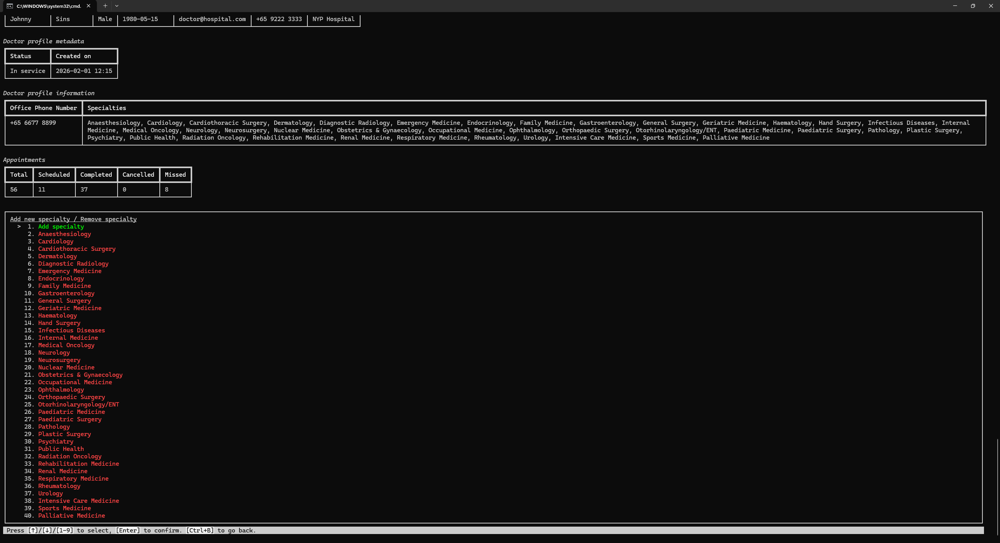 C:\WINDOWS\system32\cmd.
Johnny Sins Male 1980-05-15 doctor@hospital.com +65 9222 3333 NYP Hospital
Doctor profile metadata
Status Created on
In service 2026-02-01 12:15
Doctor profile information
Office Phone Number Specialties
+65 6677 8899 Anaesthesiology, Cardiology, Cardiothoracic Surgery, Dermatology, Diagnostic Radiology, Emergency Medicine, Endocrinology, Family Medicine, Gastroenterology, General Surgery, Geriatric Medicine, Haematology, Hand Surgery, Infectious Diseases, Internal
Medicine, Medical Oncology, Neurology, Neurosurgery, Nuclear Medicine, Obstetrics & Gynaecology, Occupational Medicine, Ophthalmology, Orthopaedic Surgery, Otorhinolaryngology/ENT, Paediatric Medicine, Paediatric Surgery, Pathology, Plastic Surgery,
Psychiatry, Public Health, Radiation Oncology, Rehabilitation Medicine, Renal Medicine, Respiratory Medicine, Rheumatology, Urology, Intensive Care Medicine, Sports Medicine, Palliative Medicine
Appointments
Total Scheduled Completed Cancelled Missed
56 11 37 0 8
Add new specialty / Remove specialty
> 1. Add specialty
2. Anaesthesiology
3. Cardiology
4. Cardiothoracic Surgery
5. Dermatology
6. Diagnostic Radiology
7. Emergency Medicine
8. Endocrinology
9. Family Medicine
10. Gastroenterology
11. General Surgery
12. Geriatric Medicine
13. Haematology
14. Hand Surgery
15. Infectious Diseases
16. Internal Medicine
17. Medical Oncology
18. Neurology
19. Neurosurgery
20. Nuclear Medicine
21. Obstetrics & Gynaecology
22. Occupational Medicine
23. Ophthalmology
24. Orthopaedic Surgery
25. Otorhinolaryngology/ENT
26. Paediatric Medicine
27. Paediatric Surgery
28. Pathology
29. Plastic Surgery
30. Psychiatry
31. Public Health
32. Radiation Oncology
33. Rehabilitation Medicine
34. Renal Medicine
35. Respiratory Medicine
36. Rheumatology
37. Urology
38. Intensive Care Medicine
39. Sports Medicine
40. Palliative Medicine
Press [↑]/[↓]/[1-9] to select, [Enter] to confirm. [Ctrl+B] to go back.